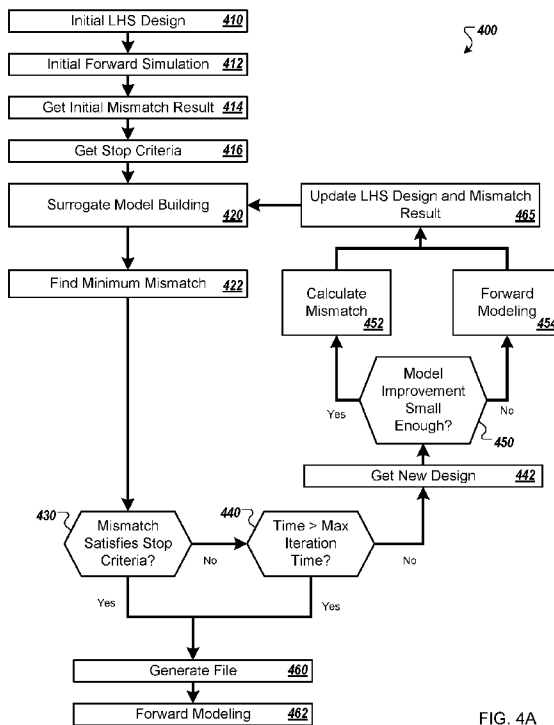 Initial LHS Design 410
400
Initial Forward Simulation 412
Get Initial Mismatch Result 414
Get Stop Criteria 416
Surrogate Model Building 420
Update LHS Design and Mismatch
Result 465
Find Minimum Mismatch 422
Calculate
Mismatch 452
Forward
Modeling 454
Model
Improvement
Small
Enough?
Yes
No
450
Get New Design 442
430
Mismatch
Satisfies Stop
Criteria?
No
440
Time > Max
Iteration
Time?
No
Yes
Yes
Generate File 460
Forward Modeling 462
FIG. 4A